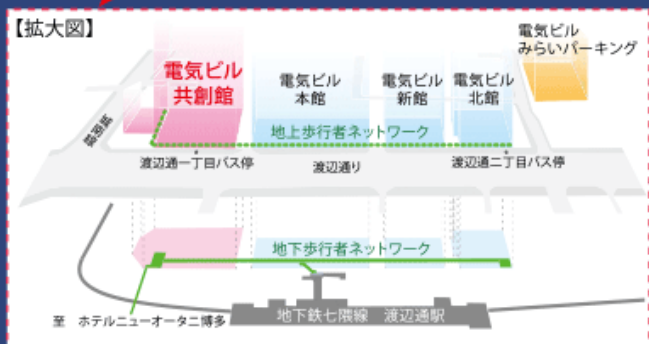 【拡大図】
電気ビル
みらいパーキング
電気ビル
共創館
電気ビル
本館
電気ビル
新館
電気ビル
北館
地上歩行者ネットワーク
渡辺通一丁目バス停
渡辺通り
渡辺通二丁目バス停
地下歩行者ネットワーク
至 ホテルニューオータニ博多
地下鉄七隈線 渡辺通駅